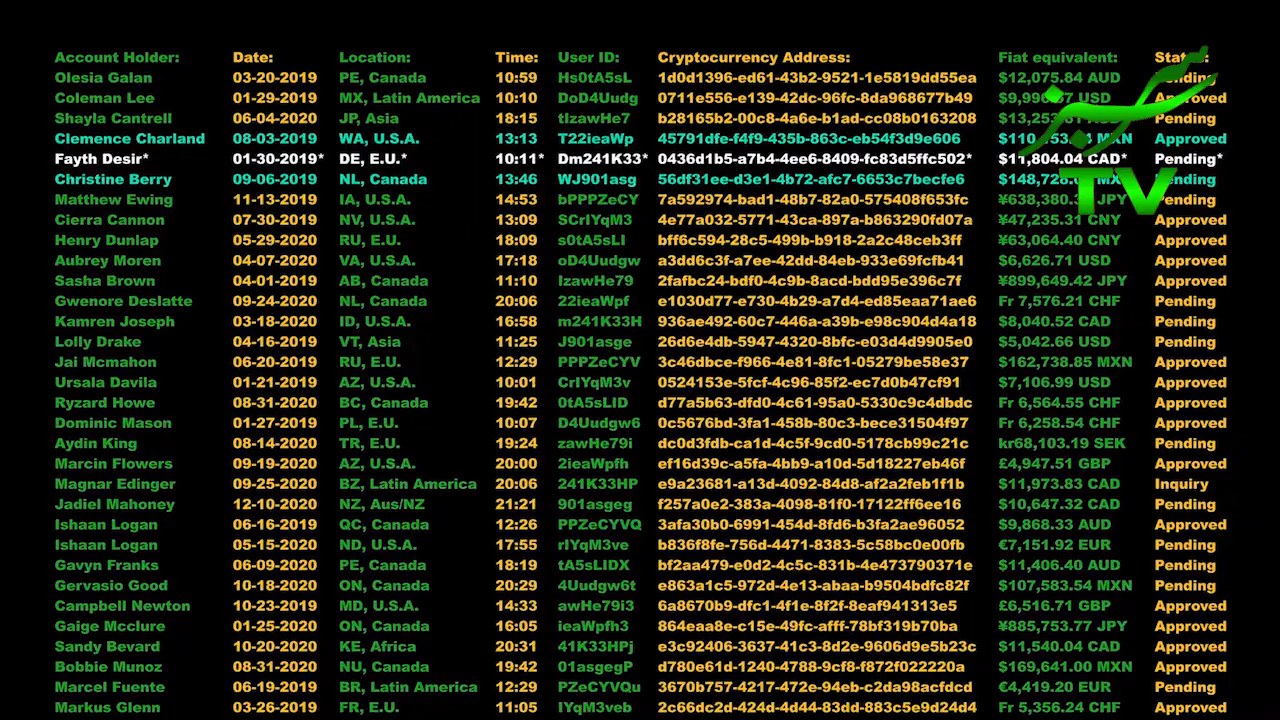 Account Holder: Date: Location: Time: User ID: Cryptocurrency Address: Fiat equivalent:
Olesia Galan 03-20-2019 PE, Canada 10:59 Hs0tA5sL 1d0d1396-ed61-43b2-9521-1e5819dd55ea $12,075.84 AUD Pending
Coleman Lee 01-29-2019 MX, Latin America 10:10 DoD4Uudg 0711e556-e139-42dc-96fc-8da968677b49 USD Approved
Shayla Cantrell 06-04-2020 JP, Asia 18:15 tIzawHe7 b28165b2-00c8-4a6e-b1ad-cc08b0163208 Pending
Clemence Charland 08-03-2019 WA, U.S.A. 13:13 T22ieaWp 45791dfe-f4f9-435b-863c-eb54f3d9e606 MXN Approved
Fayth Desir* 01-30-2019* DE, E.U.* 10:11* Dm241K33* 0436d1b5-a7b4-4ee6-8409-fc83d5ffc502* $11,804.04 CAD* Pending*
Christine Berry 09-06-2019 NL, Canada 13:46 WJ901asg 56df31ee-d3e1-4b72-afc7-6653c7becfe6 Pending
Matthew Ewing 11-13-2019 IA, U.S.A. 14:53 bPPPZeCY 7a592974-bad1-48b7-82a0-575408f653fc JPY Pending
Cierra Cannon 07-30-2019 NV, U.S.A. 13:09 SCrIYqM3 4e77a032-5771-43ca-897a-b863290fd07a ¥47,235.31 CNY Approved
Henry Dunlap 05-29-2020 RU, E.U. 18:09 s0tA5sLI bff6c594-28c5-499b-b918-2a2c48ceb3ff ¥63,064.40 CNY Approved
Aubrey Moren 04-07-2020 VA, U.S.A. 17:18 oD4Uudgw a3dd6c3f-a7ee-42dd-84eb-933e69fcfb41 $6,626.71 USD Approved
Sasha Brown 04-01-2019 AB, Canada 11:10 IzawHe79 2fafbc24-bdf0-4c9b-8acd-bdd95e396c7f ¥899,649.42 JPY Pending
Gwenore Deslatte 09-24-2020 NL, Canada 20:06 22ieaWpf e1030d77-e730-4b29-a7d4-ed85eaa71ae6 Fr 7,576.21 CHF Pending
Kamren Joseph 03-18-2020 ID, U.S.A. 16:58 m241K33H 936ae492-60c7-446a-a39b-e98c904d4a18 $8,040.52 CAD Pending
Lolly Drake 04-16-2019 VT, Asia 11:25 J901asge 26d6e4db-5947-4320-8bfc-e03d4d9905e0 $5,042.66 USD Pending
Jai Mcmahon 06-20-2019 RU, E.U. 12:29 PPPZeCYV 3c46dbce-f966-4e81-8fc1-05279be58e37 $162,738.85 MXN Pending
Ursala Davila 01-21-2019 AZ, U.S.A. 10:01 CrIYqM3v 0524153e-5fcf-4c96-85f2-ec7d0b47cf91 $7,106.99 USD Approved
Ryzard Howe 08-31-2020 BC, Canada 19:42 0tA5sLID d77a5b63-dfd0-4c61-95a0-5330c9c4dbdc Fr 6,564.55 CHF Approved
Dominic Mason 01-27-2019 PL, E.U. 10:07 D4Uudgw6 0c5676bd-3fa1-458b-80c3-bece31504f97 Fr 6,258.54 CHF Approved
Aydin King 08-14-2020 TR, E.U. 19:24 zawHe79i dc0d3fdb-ca1d-4c5f-9cd0-5178cb99c21c kr68,103.19 SEK Pending
Marcin Flowers 09-19-2020 AZ, U.S.A. 20:00 2ieaWpfh ef16d39c-a5fa-4bb9-a10d-5d18227eb46f £4,947.51 GBP Approved
Magnar Edinger 09-25-2020 BZ, Latin America 20:06 241K33HP e9a23681-a13d-4092-84d8-af2a2feb1f1b $11,973.83 CAD Inquiry
Jadiel Mahoney 12-10-2020 NZ, Aus/NZ 21:21 901asgeg f257a0e2-383a-4098-81f0-17122ff6ee16 $10,647.32 CAD Pending
Ishaan Logan 06-16-2019 QC, Canada 12:26 PPZeCYVQ 3afa30b0-6991-454d-8fd6-b3fa2ae96052 $9,868.33 AUD Approved
Ishaan Logan 05-15-2020 ND, U.S.A. 17:55 rIYqM3ve b836f8fe-756d-4471-8383-5c58bc0e00fb €7,151.92 EUR Pending
Gavyn Franks 06-09-2020 PE, Canada 18:19 tA5sLIDX bf2aa479-e0d2-4c5c-831b-4e473790371e $11,406.40 AUD Pending
Gervasio Good 10-18-2020 ON, Canada 20:29 4Uudgw6t e863a1c5-972d-4e13-abaa-b9504bdfc82f $107,583.54 MXN Pending
Campbell Newton 10-23-2019 MD, U.S.A. 14:33 awHe79i3 6a8670b9-dfc1-4f1e-8f2f-8eaf941313e5 £6,516.71 GBP Approved
Gaige Mcclure 01-25-2020 ON, Canada 16:05 ieaWpfh3 864eaa8e-c15e-49fc-afff-78bf319b70ba ¥885,753.77 JPY Approved
Sandy Bevard 10-20-2020 KE, Africa 20:31 41K33HPj e3c92406-3637-41c3-8d2e-9606d9e5b23c $11,540.04 CAD Approved
Bobbie Munoz 08-31-2020 NU, Canada 19:42 01asgegP d780e61d-1240-4788-9cf8-f872f022220a $169,641.00 MXN Approved
Marcel Fuente 06-19-2019 BR, Latin America 12:29 PZeCYVQu 3670b757-4217-472e-94eb-c2da98acfdcd €4,419.20 EUR Pending
Markus Glenn 03-26-2019 FR, E.U. 11:05 IYqM3veb 2c66dc2d-424d-4d44-83dd-883c5e9d24d4 Fr 5,356.24 CHF Approved
TV